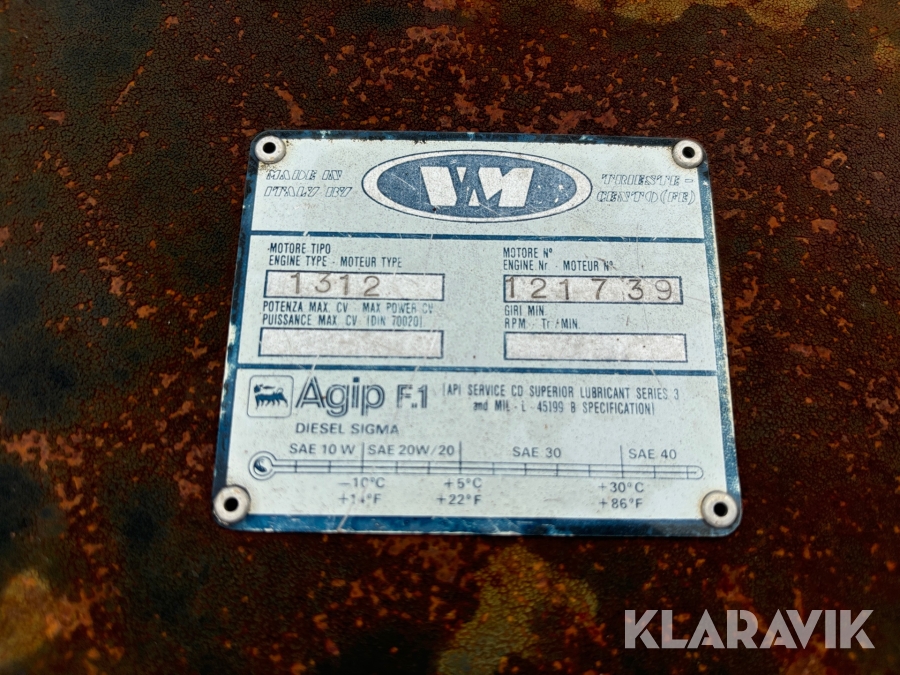 MADE IN
ITALY BY
VM
TRIESTE-
CENTO (FE)
MOTORE TIPO
ENGINE TYPE - MOTEUR TYPE
1312
MOTORE Nº
ENGINE Nr MOTEUR Nº
121739
POTENZA MAX. CV - MAX POWER CV
PUISSANCE MAX. CV (DIN 70020)
GIRI MIN.
RPM - Tr/MIN.
Agip F.1
(API SERVICE CD SUPERIOR LUBRICANT SERIES 3
and MIL - L - 45199 B SPECIFICATION)
DIESEL SIGMA
SAE 10 W SAE 20W/20 SAE 30 SAE 40
-10°C +5°C +30°C
+14°F +22°F +86°F
KLARAVIK